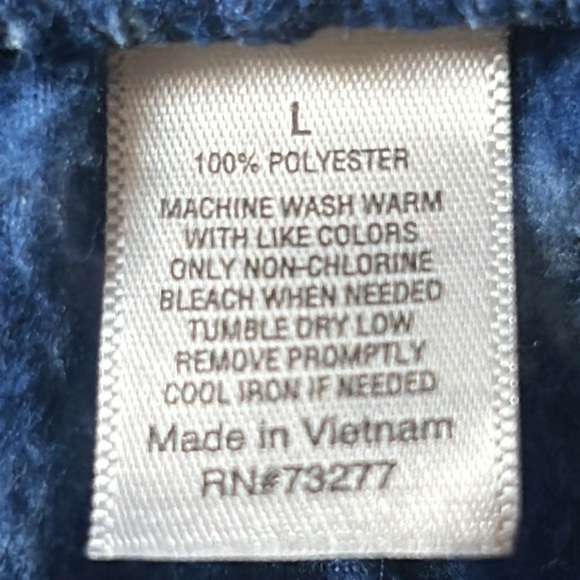 L
100% POLYESTER
MACHINE WASH WARM
WITH LIKE COLORS
ONLY NON-CHLORINE
BLEACH WHEN NEEDED
TUMBLE DRY LOW
REMOVE PROMPTLY
COOL IRON IF NEEDED
Made in Vietnam
RN#73277